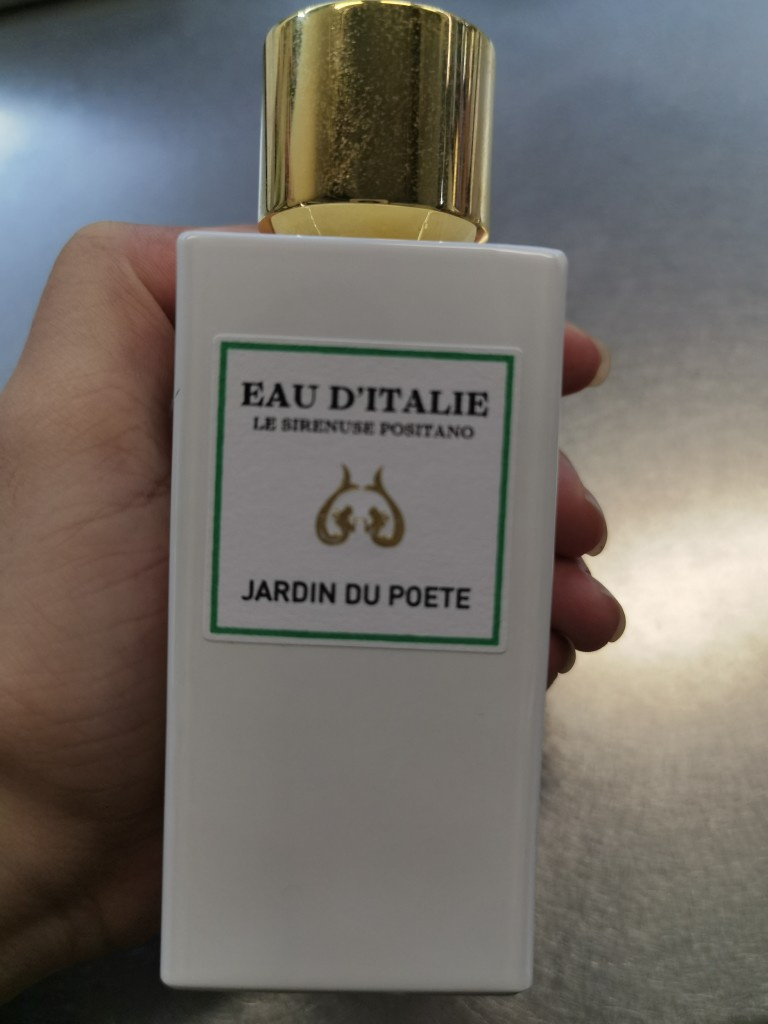 EAU D'ITALIE
LE SIRENUSE POSITANO
JARDIN DU POETE